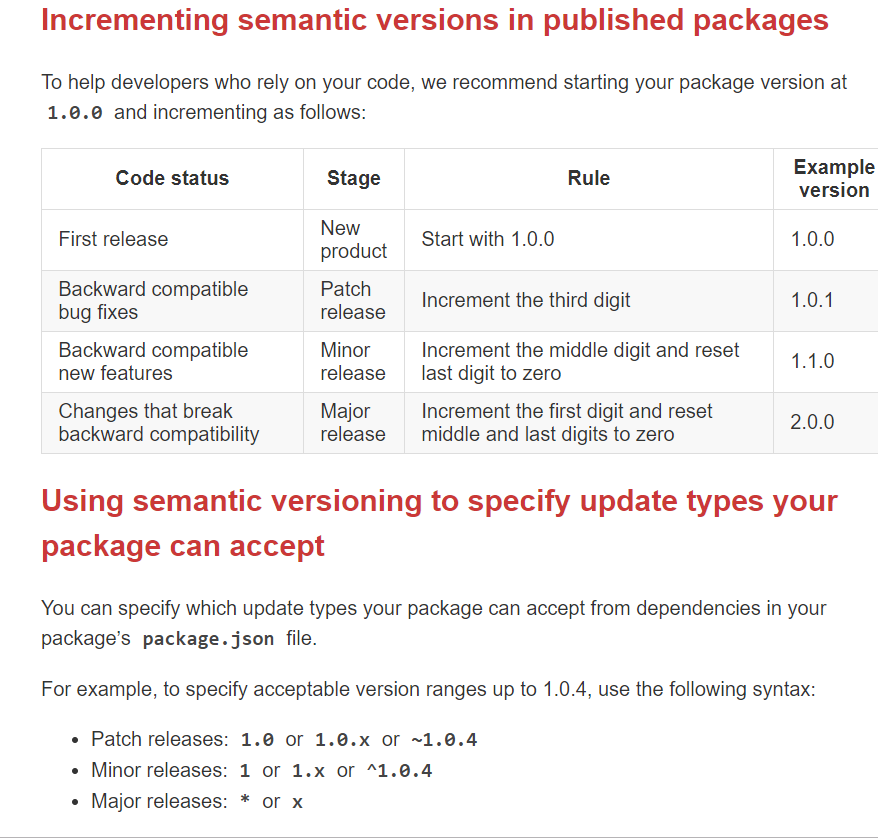 Incrementing semantic versions in published packages
To help developers who rely on your code, we recommend starting your package version at
1.0.0 and incrementing as follows:
Code status Stage Rule Example version
First release New product Start with 1.0.0 1.0.0
Backward compatible bug fixes Patch release Increment the third digit 1.0.1
Backward compatible new features Minor release Increment the middle digit and reset last digit to zero 1.1.0
Changes that break backward compatibility Major release Increment the first digit and reset middle and last digits to zero 2.0.0
Using semantic versioning to specify update types your
package can accept
You can specify which update types your package can accept from dependencies in your
package’s package.json file.
For example, to specify acceptable version ranges up to 1.0.4, use the following syntax:
• Patch releases: 1.0 or 1.0.x or ~1.0.4
• Minor releases: 1 or 1.x or ^1.0.4
• Major releases: * or x